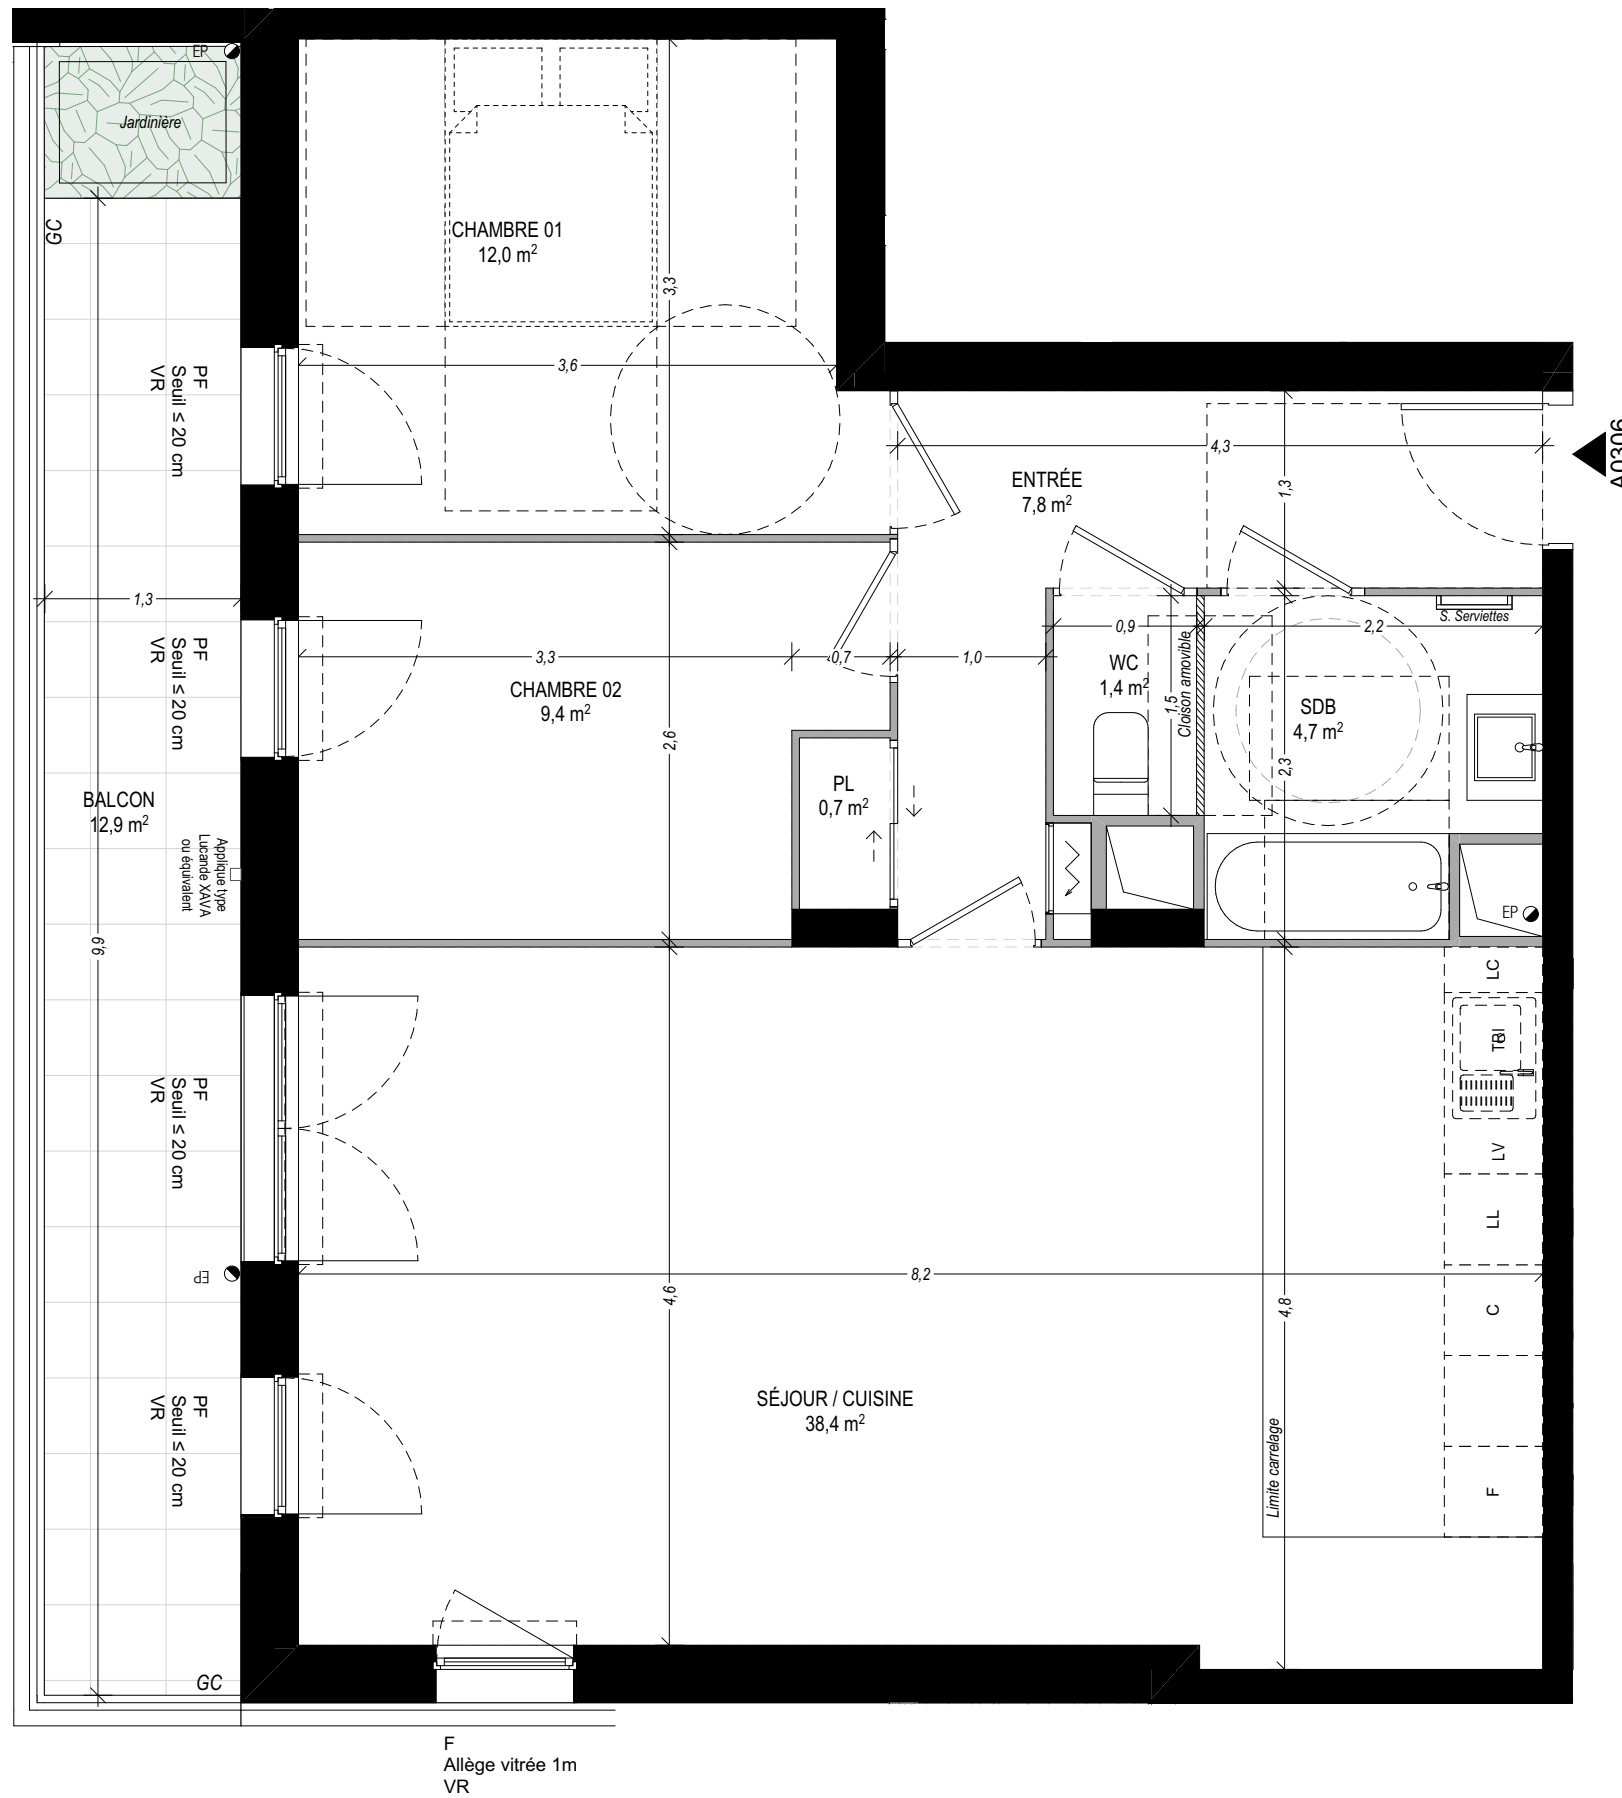 EP
Jardinière
GC
CHAMBRE 01
12,0 m²
3,3
3,6
PF
Seuil ≤ 20 cm
VR
4,3
A0306
ENTRÉE
7,8 m²
1,3
1,3
S. Serviettes
0,9
2,2
3,3
0,7
1,0
PF
Seuil ≤ 20 cm
VR
CHAMBRE 02
9,4 m²
WC
1,4 m²
1,5
Cloison amovible
SDB
4,7 m²
2,6
2,3
PL
0,7 m²
BALCON
12,9 m²
Applique type
Lucande XAVA
ou équivalent
EP
9,9
LC
TRI
PF
Seuil ≤ 20 cm
VR
LV
LL
EP
8,2
4,6
4,8
C
SÉJOUR / CUISINE
38,4 m²
PF
Seuil ≤ 20 cm
VR
Limite carrelage
F
GC
F
Allège vitrée 1m
VR